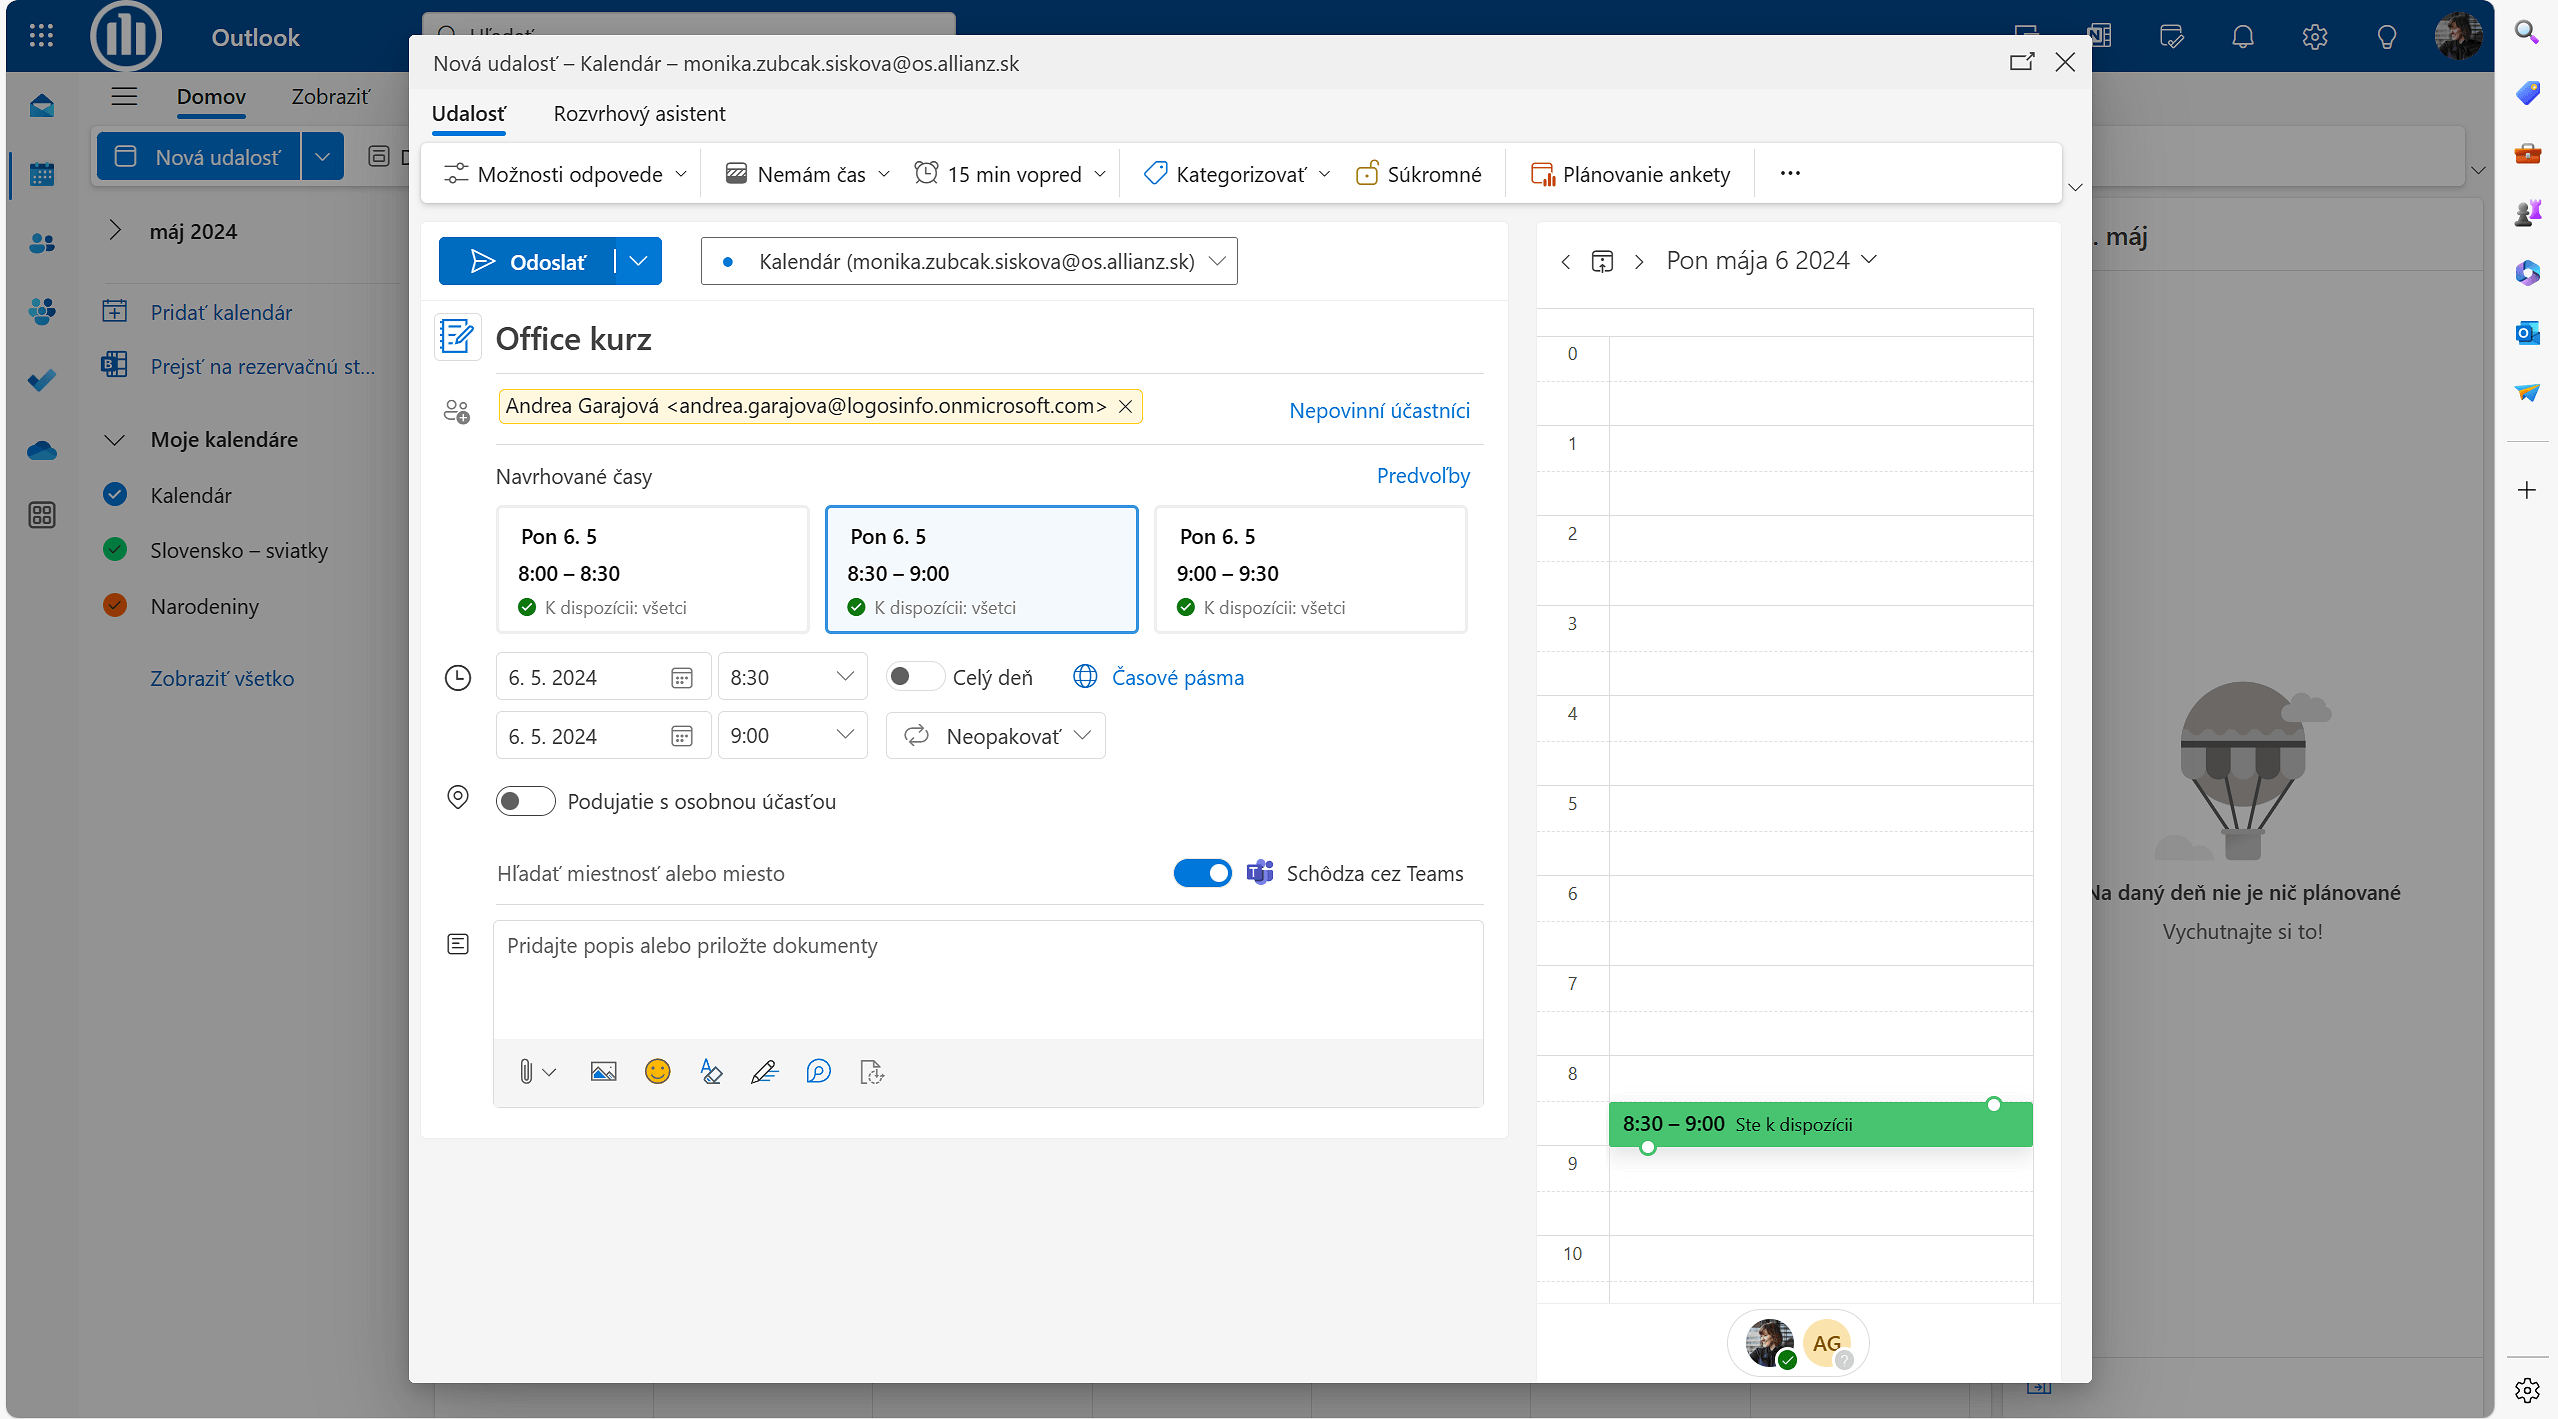 Outlook
Nová udalosť – Kalendár – monika.zubcak.siskova@os.allianz.sk
Domov
Zobraziť
Udalosť
Rozvrhový asistent
Nová udalosť
Možnosti odpovede
Nemám čas
15 min vopred
Kategorizovať
Súkromné
Plánovanie ankety
máj 2024
Pridať kalendár
Prejsť na rezervačnú st...
Moje kalendáre
Kalendár
Slovensko – sviatky
Narodeniny
Zobraziť všetko
Odoslať
Kalendár (monika.zubcak.siskova@os.allianz.sk)
Office kurz
Andrea Garajová <andrea.garajova@logosinfo.onmicrosoft.com>
Nepovinní účastníci
Navrhované časy
Predvoľby
Pon 6. 5
8:00 – 8:30
K dispozícii: všetci
Pon 6. 5
8:30 – 9:00
K dispozícii: všetci
Pon 6. 5
9:00 – 9:30
K dispozícii: všetci
6. 5. 2024
8:30
Celý deň
Časové pásma
6. 5. 2024
9:00
Neopakovať
Podujatie s osobnou účasťou
Hľadať miestnosť alebo miesto
Schôdza cez Teams
Pridajte popis alebo priložte dokumenty
Pon mája 6 2024
0
1
2
3
4
5
6
7
8
8:30 – 9:00 Ste k dispozícii
9
10
AG
. máj
Na daný deň nie je nič plánované
Vychutnajte si to!